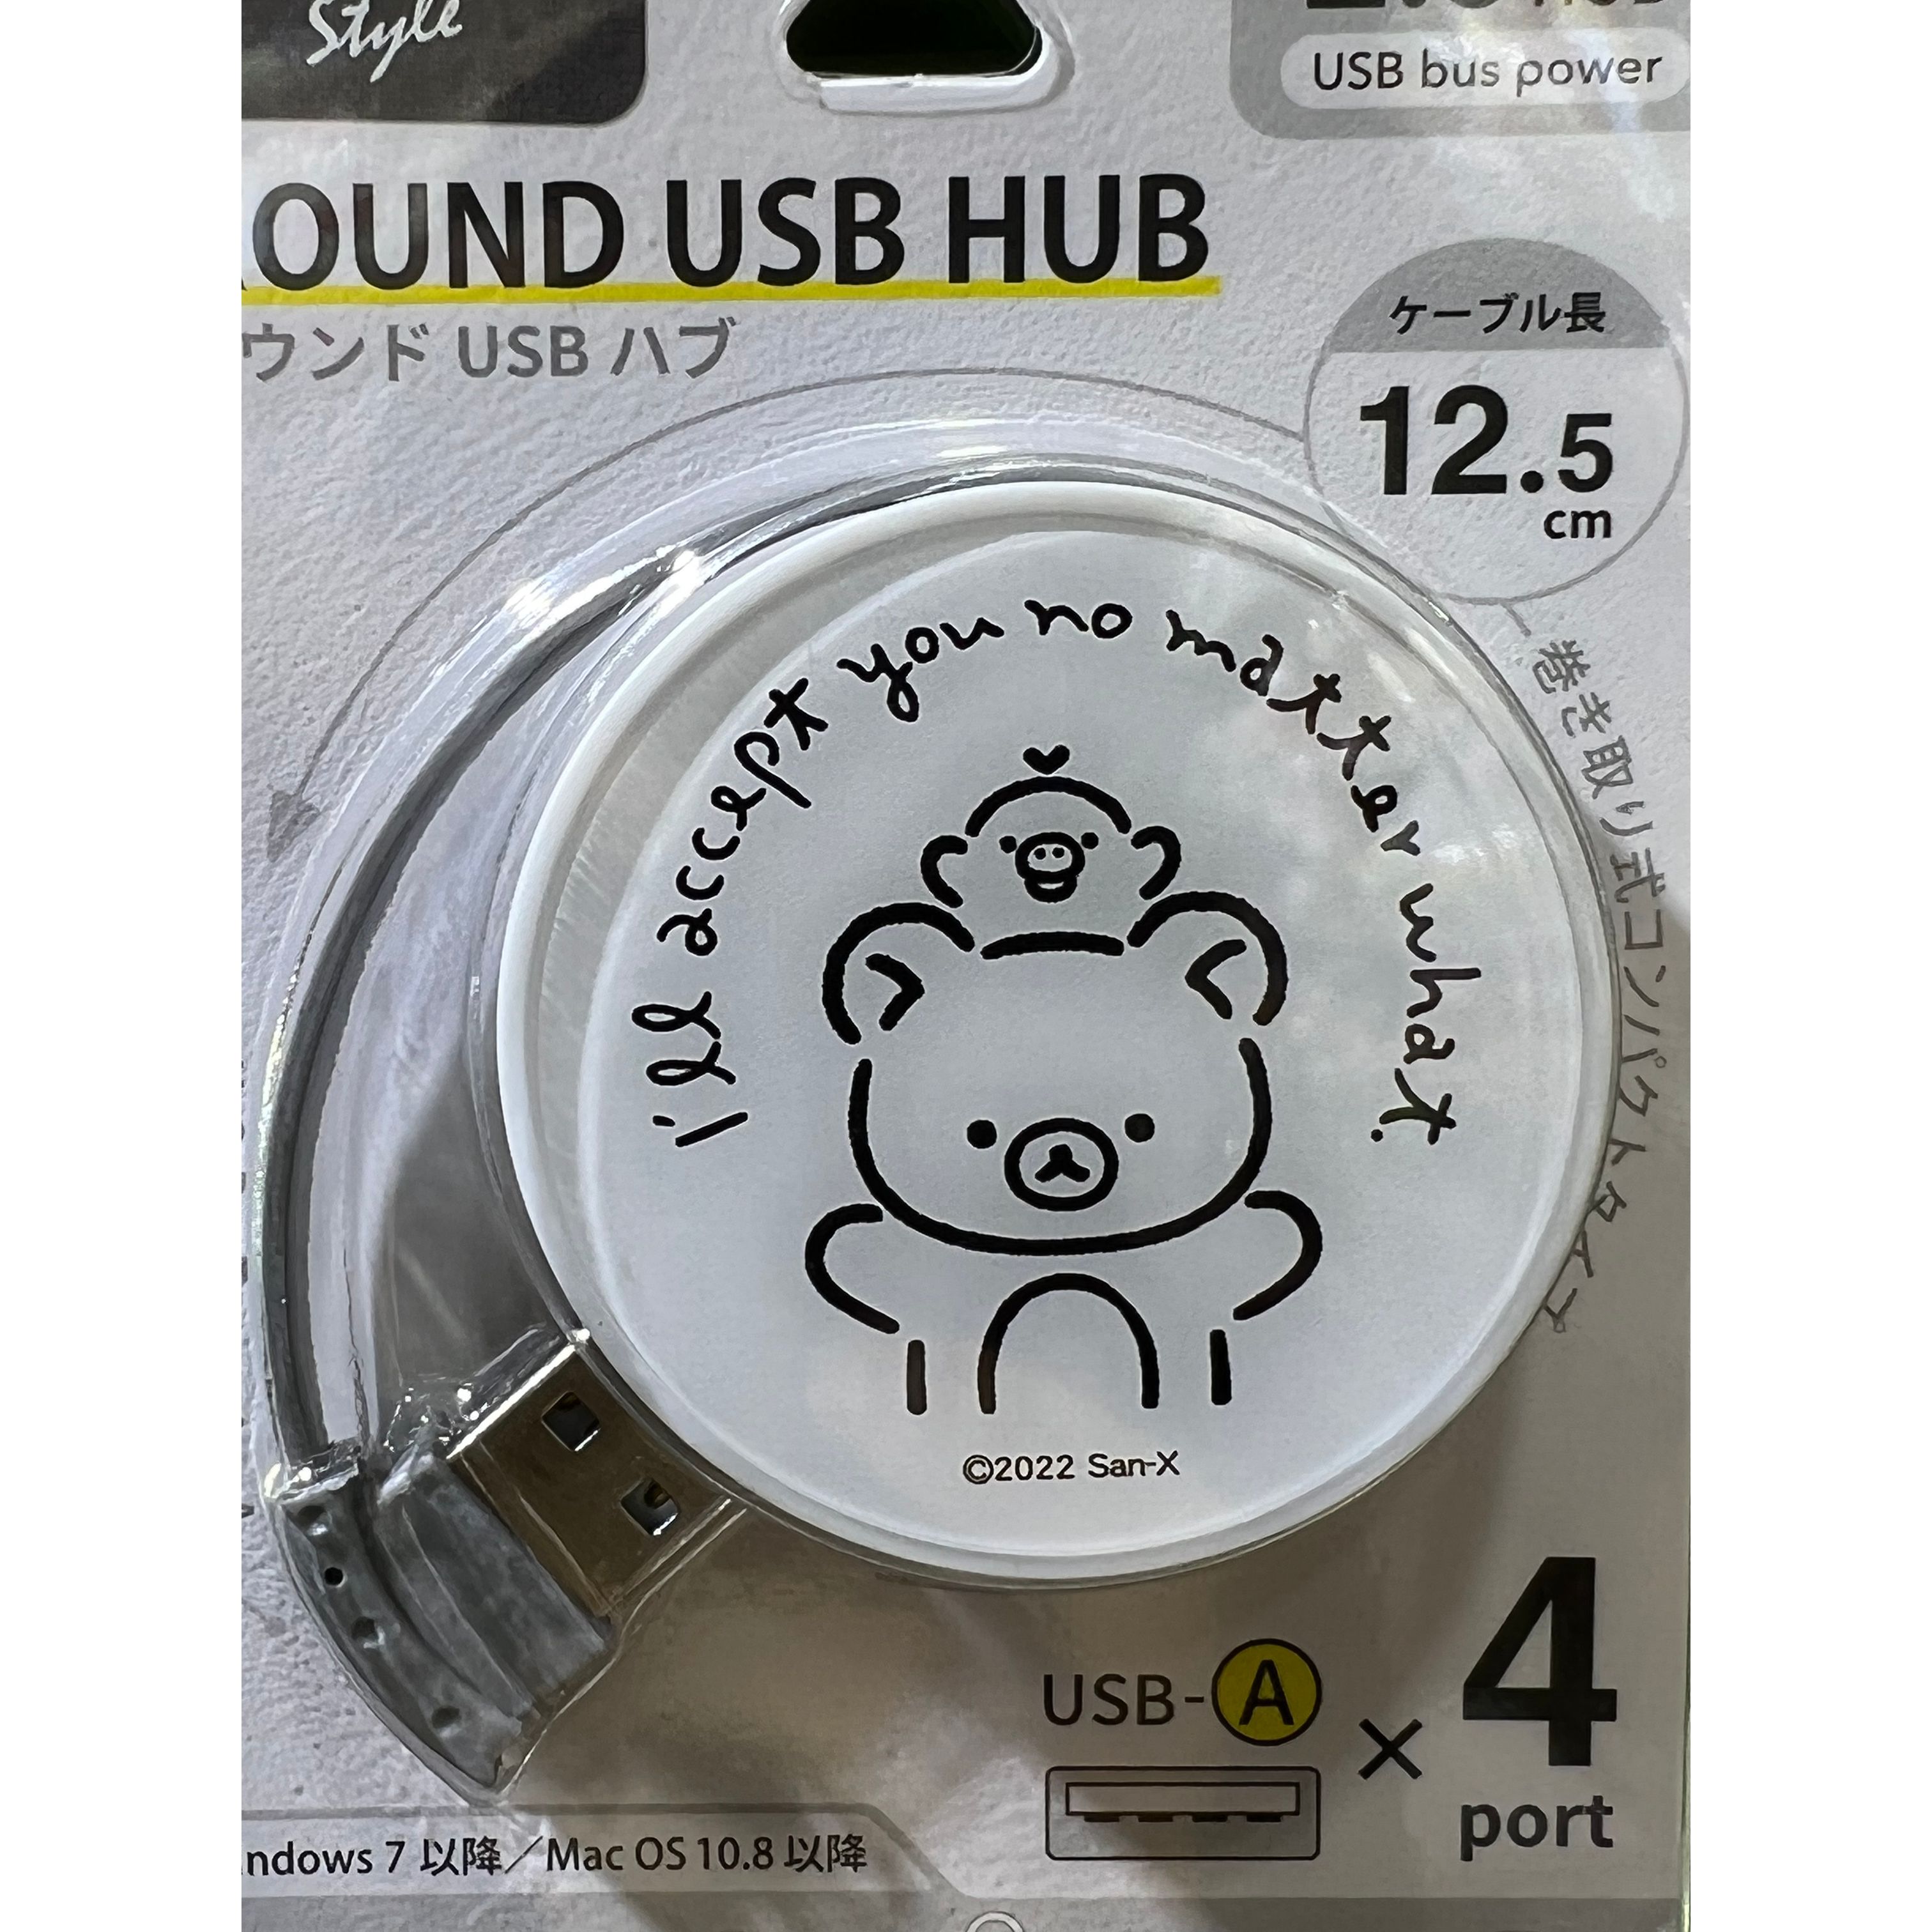 Style
USB bus power
OUND USB HUB
ウンド USB ハブ
ケーブル長
12.5
cm
巻き取り式コンパクトタイプ
i'll accept you no matter what.
©2022 San-X
USB-A
×
4
port
ndows 7 以降／Mac OS 10.8 以降